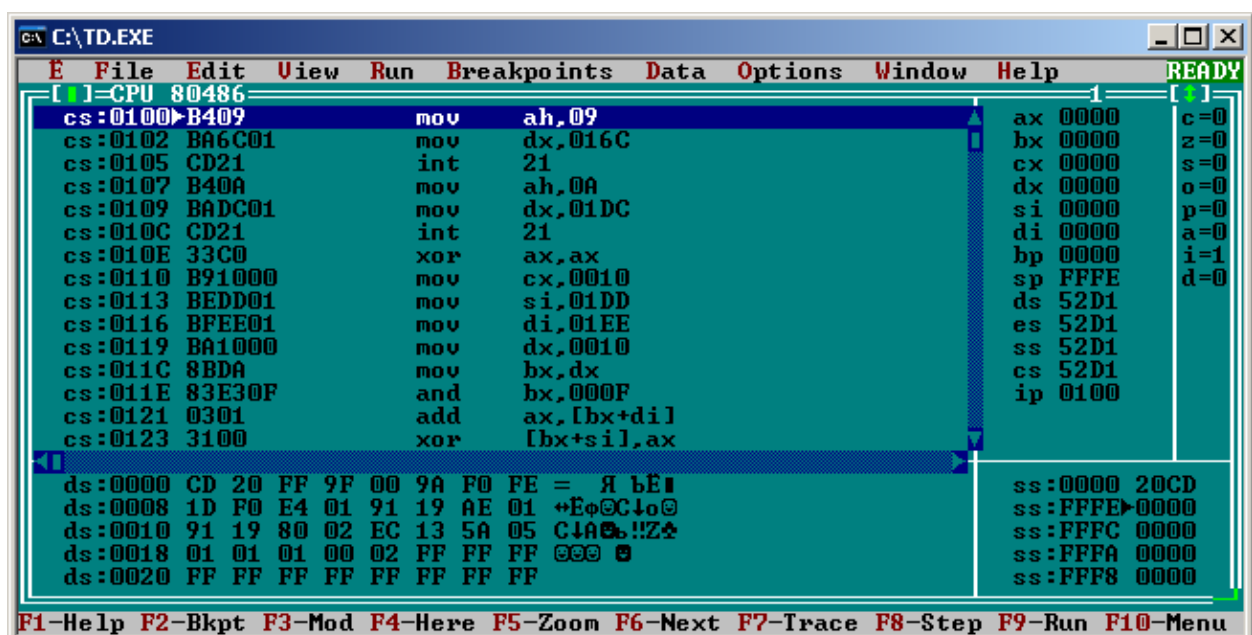 C:\TD.EXE
Ë File Edit View Run Breakpoints Data Options Window Help READY
[▮]=CPU 80486 1=[↕]
cs:0100►B409 mov ah,09 ax 0000 c=0
cs:0102 BA6C01 mov dx,016C bx 0000 z=0
cs:0105 CD21 int 21 cx 0000 s=0
cs:0107 B40A mov ah,0A dx 0000 o=0
cs:0109 BADC01 mov dx,01DC si 0000 p=0
cs:010C CD21 int 21 di 0000 a=0
cs:010E 33C0 xor ax,ax bp 0000 i=1
cs:0110 B91000 mov cx,0010 sp FFFE d=0
cs:0113 BEDD01 mov si,01DD ds 52D1
cs:0116 BFEE01 mov di,01EE es 52D1
cs:0119 BA1000 mov dx,0010 ss 52D1
cs:011C 8BDA mov bx,dx cs 52D1
cs:011E 83E30F and bx,000F ip 0100
cs:0121 0301 add ax,[bx+di]
cs:0123 3100 xor [bx+si],ax
ds:0000 CD 20 FF 9F 00 9A F0 FE = Я ЬЁ▮ ss:0000 20CD
ds:0008 1D F0 E4 01 91 19 AE 01 ↔Ёф☺С↓о☺ ss:FFFE►0000
ds:0010 91 19 80 02 EC 13 5A 05 С↓А☻ь‼Z♣ ss:FFFC 0000
ds:0018 01 01 01 00 02 FF FF FF ☺☺☺ ☻ ss:FFFA 0000
ds:0020 FF FF FF FF FF FF FF FF ss:FFF8 0000
F1-Help F2-Bkpt F3-Mod F4-Here F5-Zoom F6-Next F7-Trace F8-Step F9-Run F10-Menu